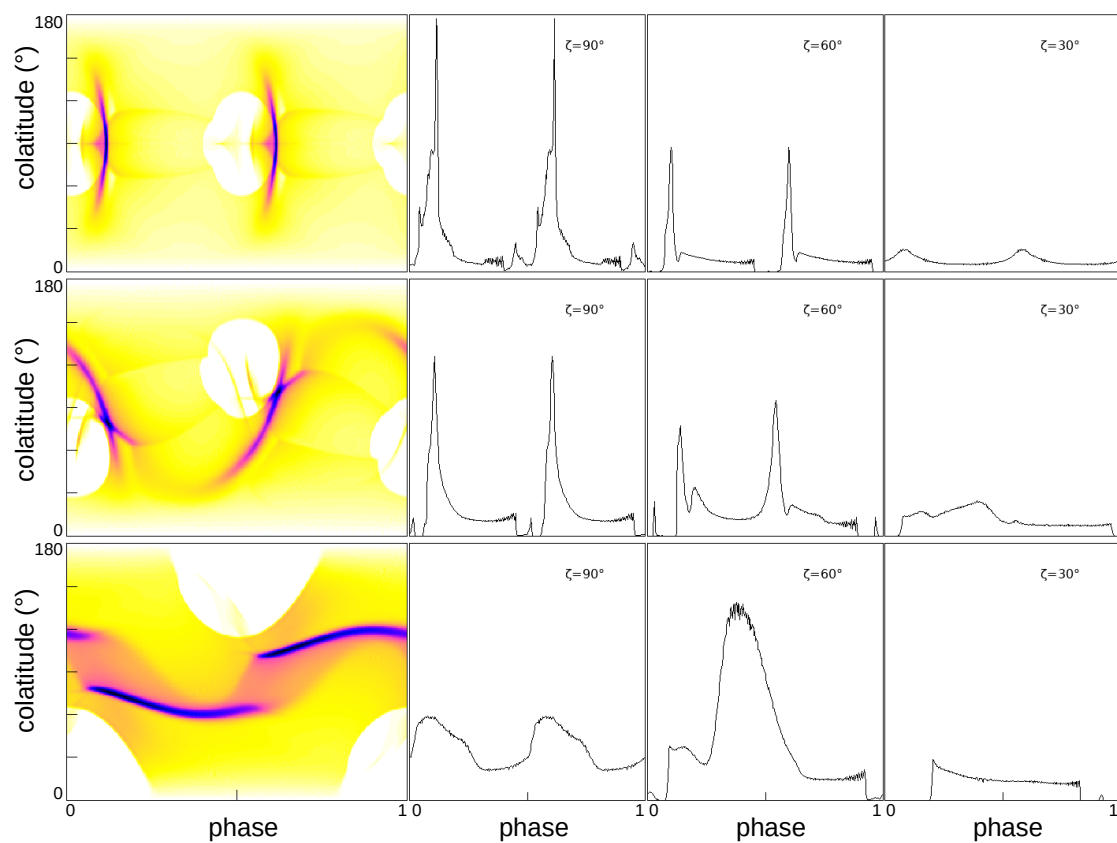 180
colatitude (°)
0
ζ=90°
ζ=60°
ζ=30°
180
colatitude (°)
0
ζ=90°
ζ=60°
ζ=30°
180
colatitude (°)
0
ζ=90°
ζ=60°
ζ=30°
0 1 0 1 0 1 0 1
phase phase phase phase